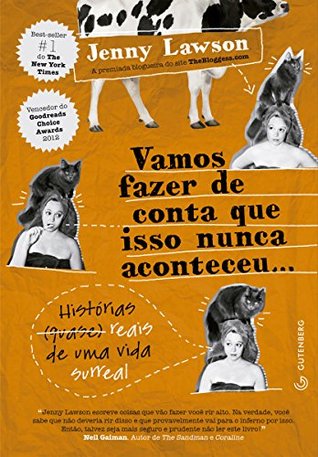 Best-seller
#1
do The
New York
Times
Jenny Lawson
A premiada blogueira do site TheBloggess.com
Vencedor do
Goodreads
Choice
Awards
2012
Vamos
fazer de
conta que
isso nunca
aconteceu...
Histórias
(quase) reais
de uma vida
surreal
GUTENBERG
"Jenny Lawson escreve coisas que vão fazer você rir alto. Na verdade, você
sabe que não deveria rir disso e que provavelmente vai para o inferno por isso.
Então, talvez seja mais seguro e prudente não ler este livro!"
Neil Gaiman, Autor de The Sandman e Coraline